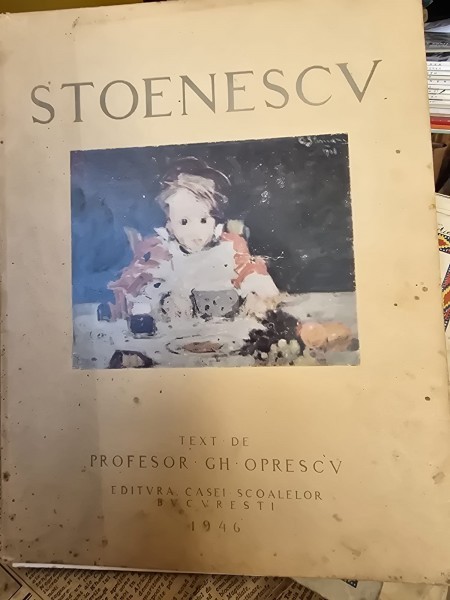 STOENESCV
TEXT DE
PROFESOR · GH · OPRESCV
EDITVRA CASEI SCOALELOR
BVCVRESTI
1946